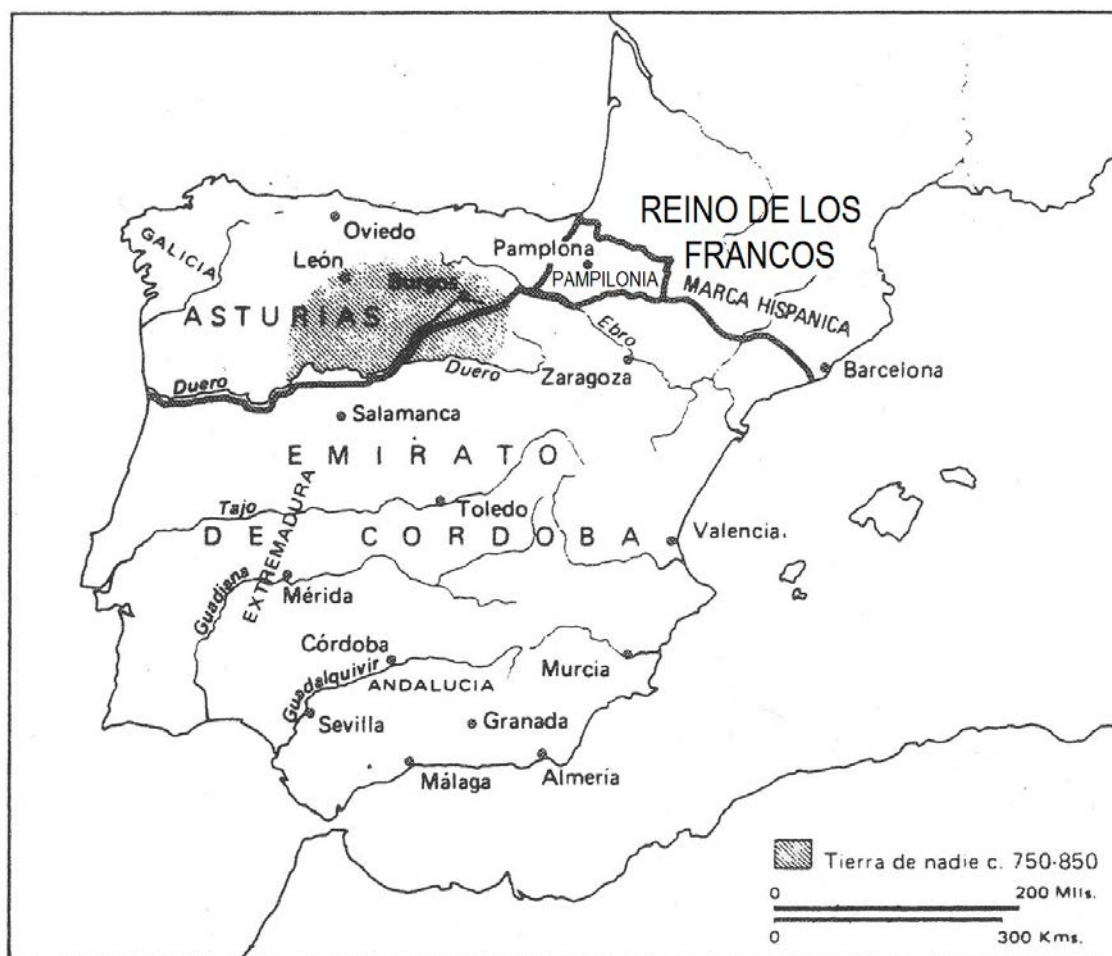 REINO DE LOS
FRANCOS
Oviedo
GALICIA
León
Pamplona
PAMPILONIA
MARCA HISPANICA
Burgos
ASTURIAS
Ebro
Duero
Duero
Zaragoza
Barcelona
Salamanca
EMIRATO
Tajo
Toledo
EXTREMADURA
DE CORDOBA
Valencia.
Guadiana
Mérida
Córdoba
Murcia
Guadalquivir
ANDALUCIA
Sevilla
Granada
Málaga
Almería
Tierra de nadie c. 750-850
0 200 Mlls.
0 300 Kms.